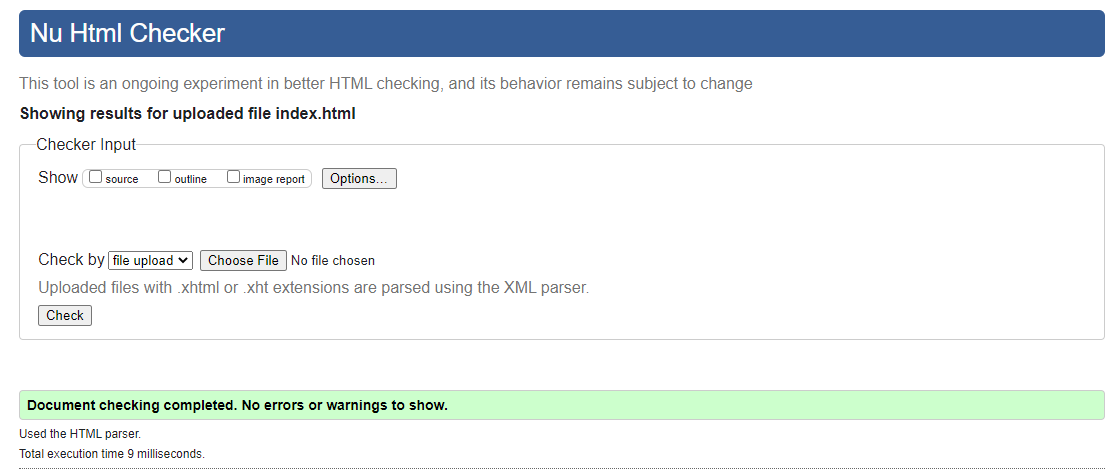 Nu Html Checker
This tool is an ongoing experiment in better HTML checking, and its behavior remains subject to change
Showing results for uploaded file index.html
Checker Input
Show source outline image report Options...
Check by file upload Choose File No file chosen
Uploaded files with .xhtml or .xht extensions are parsed using the XML parser.
Check
Document checking completed. No errors or warnings to show.
Used the HTML parser.
Total execution time 9 milliseconds.